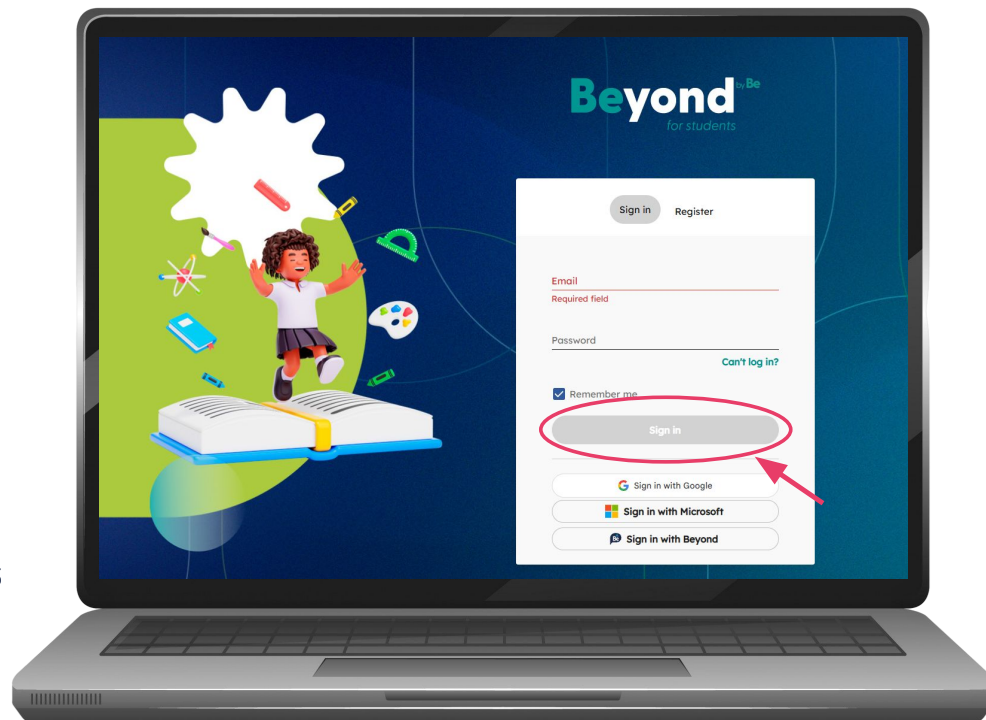 Beyond by Be
for students
Sign in Register
Email
Required field
Password
Can't log in?
Remember me
Sign in
Sign in with Google
Sign in with Microsoft
Sign in with Beyond